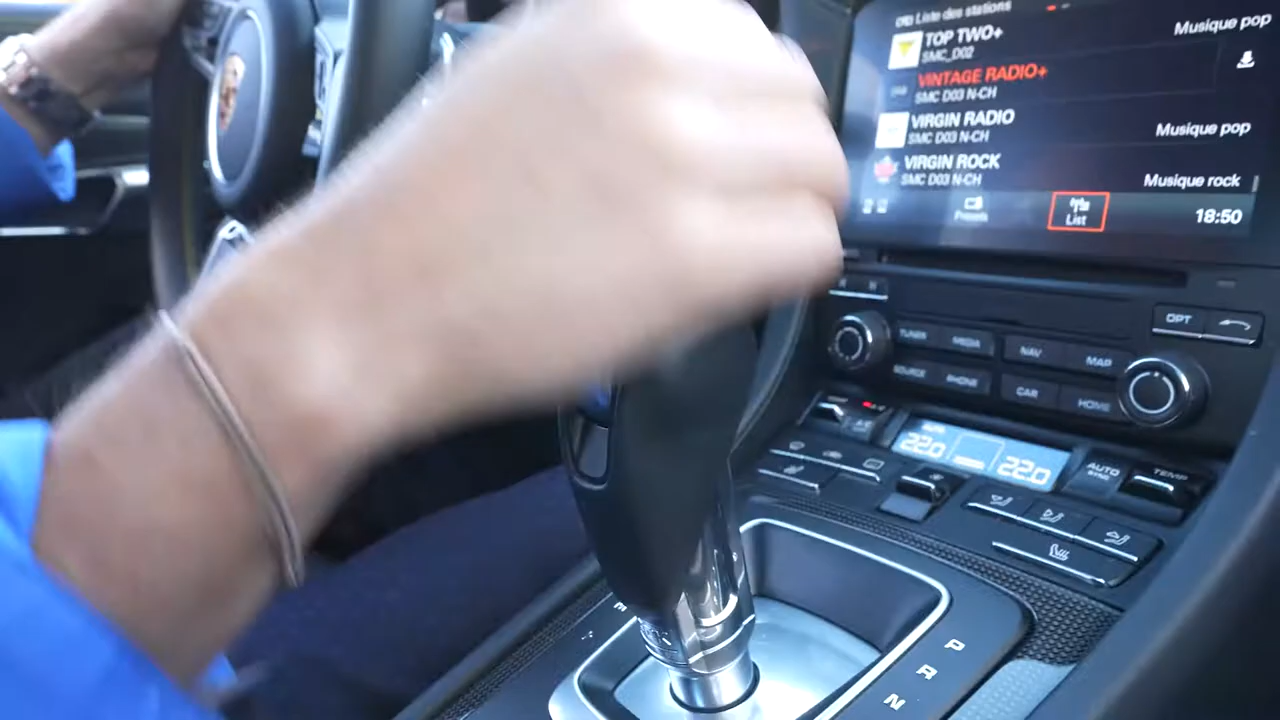 Liste des stations
TOP TWO+
Musique pop
SMC_D02
VINTAGE RADIO+
SMC D03 N-CH
VIRGIN RADIO
Musique pop
SMC D03 N-CH
VIRGIN ROCK
SMC D03 N-CH
Musique rock
Presets
List
18:50
OPT
TUNER
MEDIA
NAV
MAP
SOURCE
PHONE
CAR
HOME
AUTO
22.0
22.0
AUTO
SYNC
TEMP
A/C
P
R
N
M